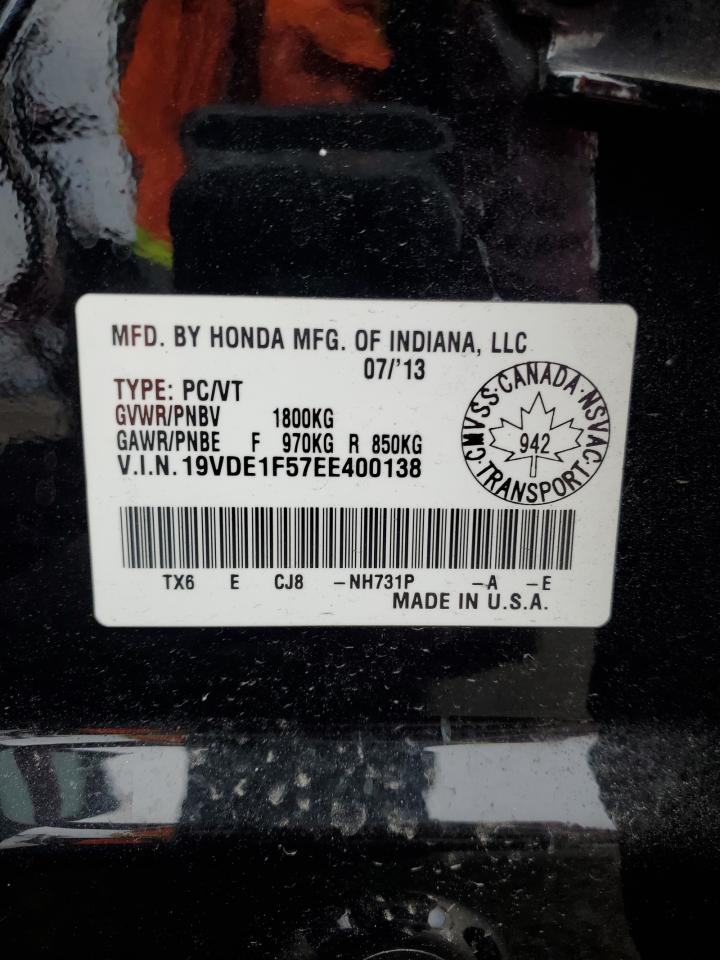 MFD. BY HONDA MFG. OF INDIANA, LLC
07/'13
TYPE: PC/VT
GVWR/PNBV 1800KG
GAWR/PNBE F 970KG R 850KG
V.I.N. 19VDE1F57EE400138
CMVSS · CANADA · NSVAC · TRANSPORT ·
942
TX6 E CJ8 -NH731P -A -E
MADE IN U.S.A.